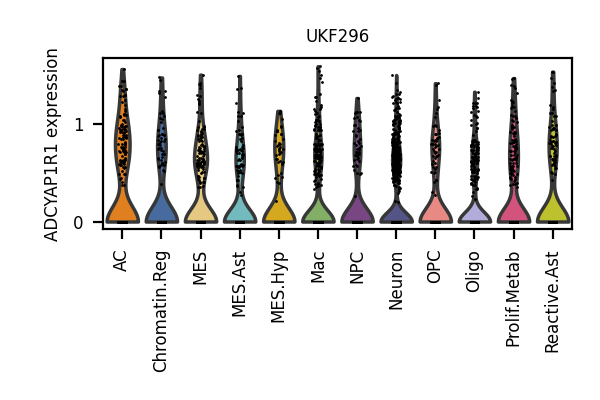 UKF296
ADCYAP1R1 expression
1
0
AC
Chromatin.Reg
MES
MES.Ast
MES.Hyp
Mac
NPC
Neuron
OPC
Oligo
Prolif.Metab
Reactive.Ast